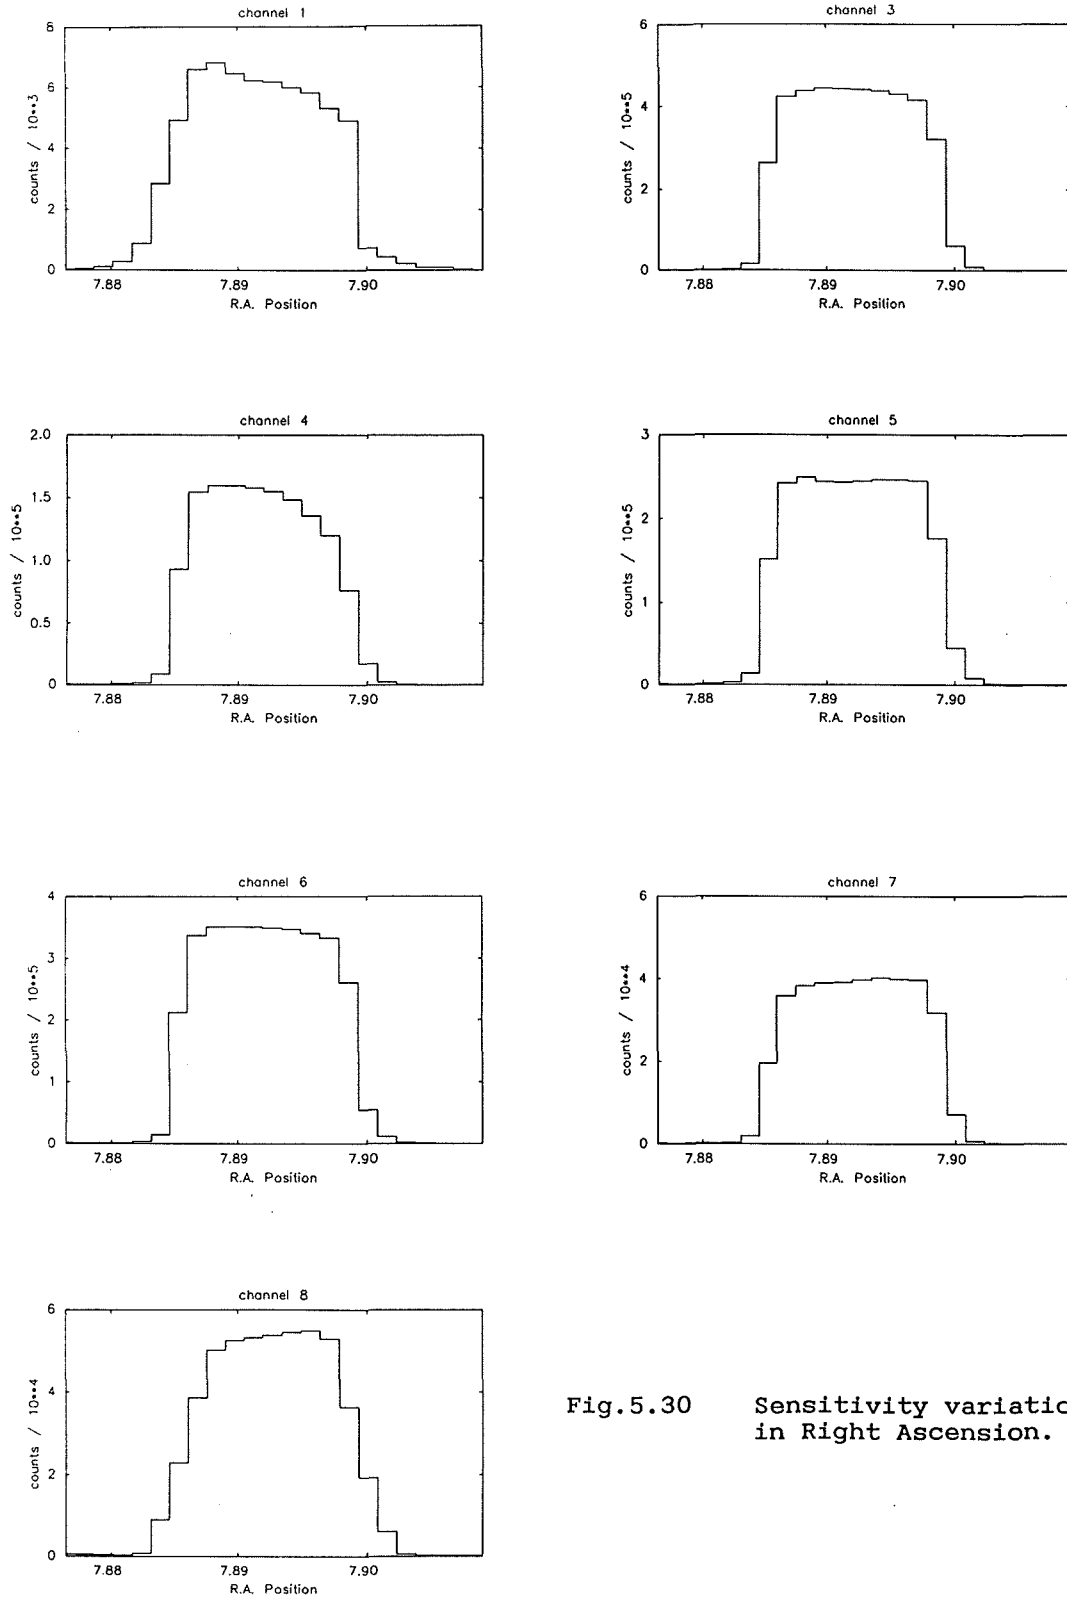 channel 1
8
6
4
2
0
counts / 10**3
7.88 7.89 7.90
R.A. Position
channel 3
6
4
2
0
counts / 10**5
7.88 7.89 7.90
R.A. Position
channel 4
2.0
1.5
1.0
0.5
0
counts / 10**5
7.88 7.89 7.90
R.A. Position
channel 5
3
2
1
0
counts / 10**5
7.88 7.89 7.90
R.A. Position
channel 6
4
3
2
1
0
counts / 10**5
7.88 7.89 7.90
R.A. Position
channel 7
6
4
2
0
counts / 10**4
7.88 7.89 7.90
R.A. Position
channel 8
6
4
2
0
counts / 10**4
7.88 7.89 7.90
R.A. Position
Fig.5.30 Sensitivity variatio
in Right Ascension.